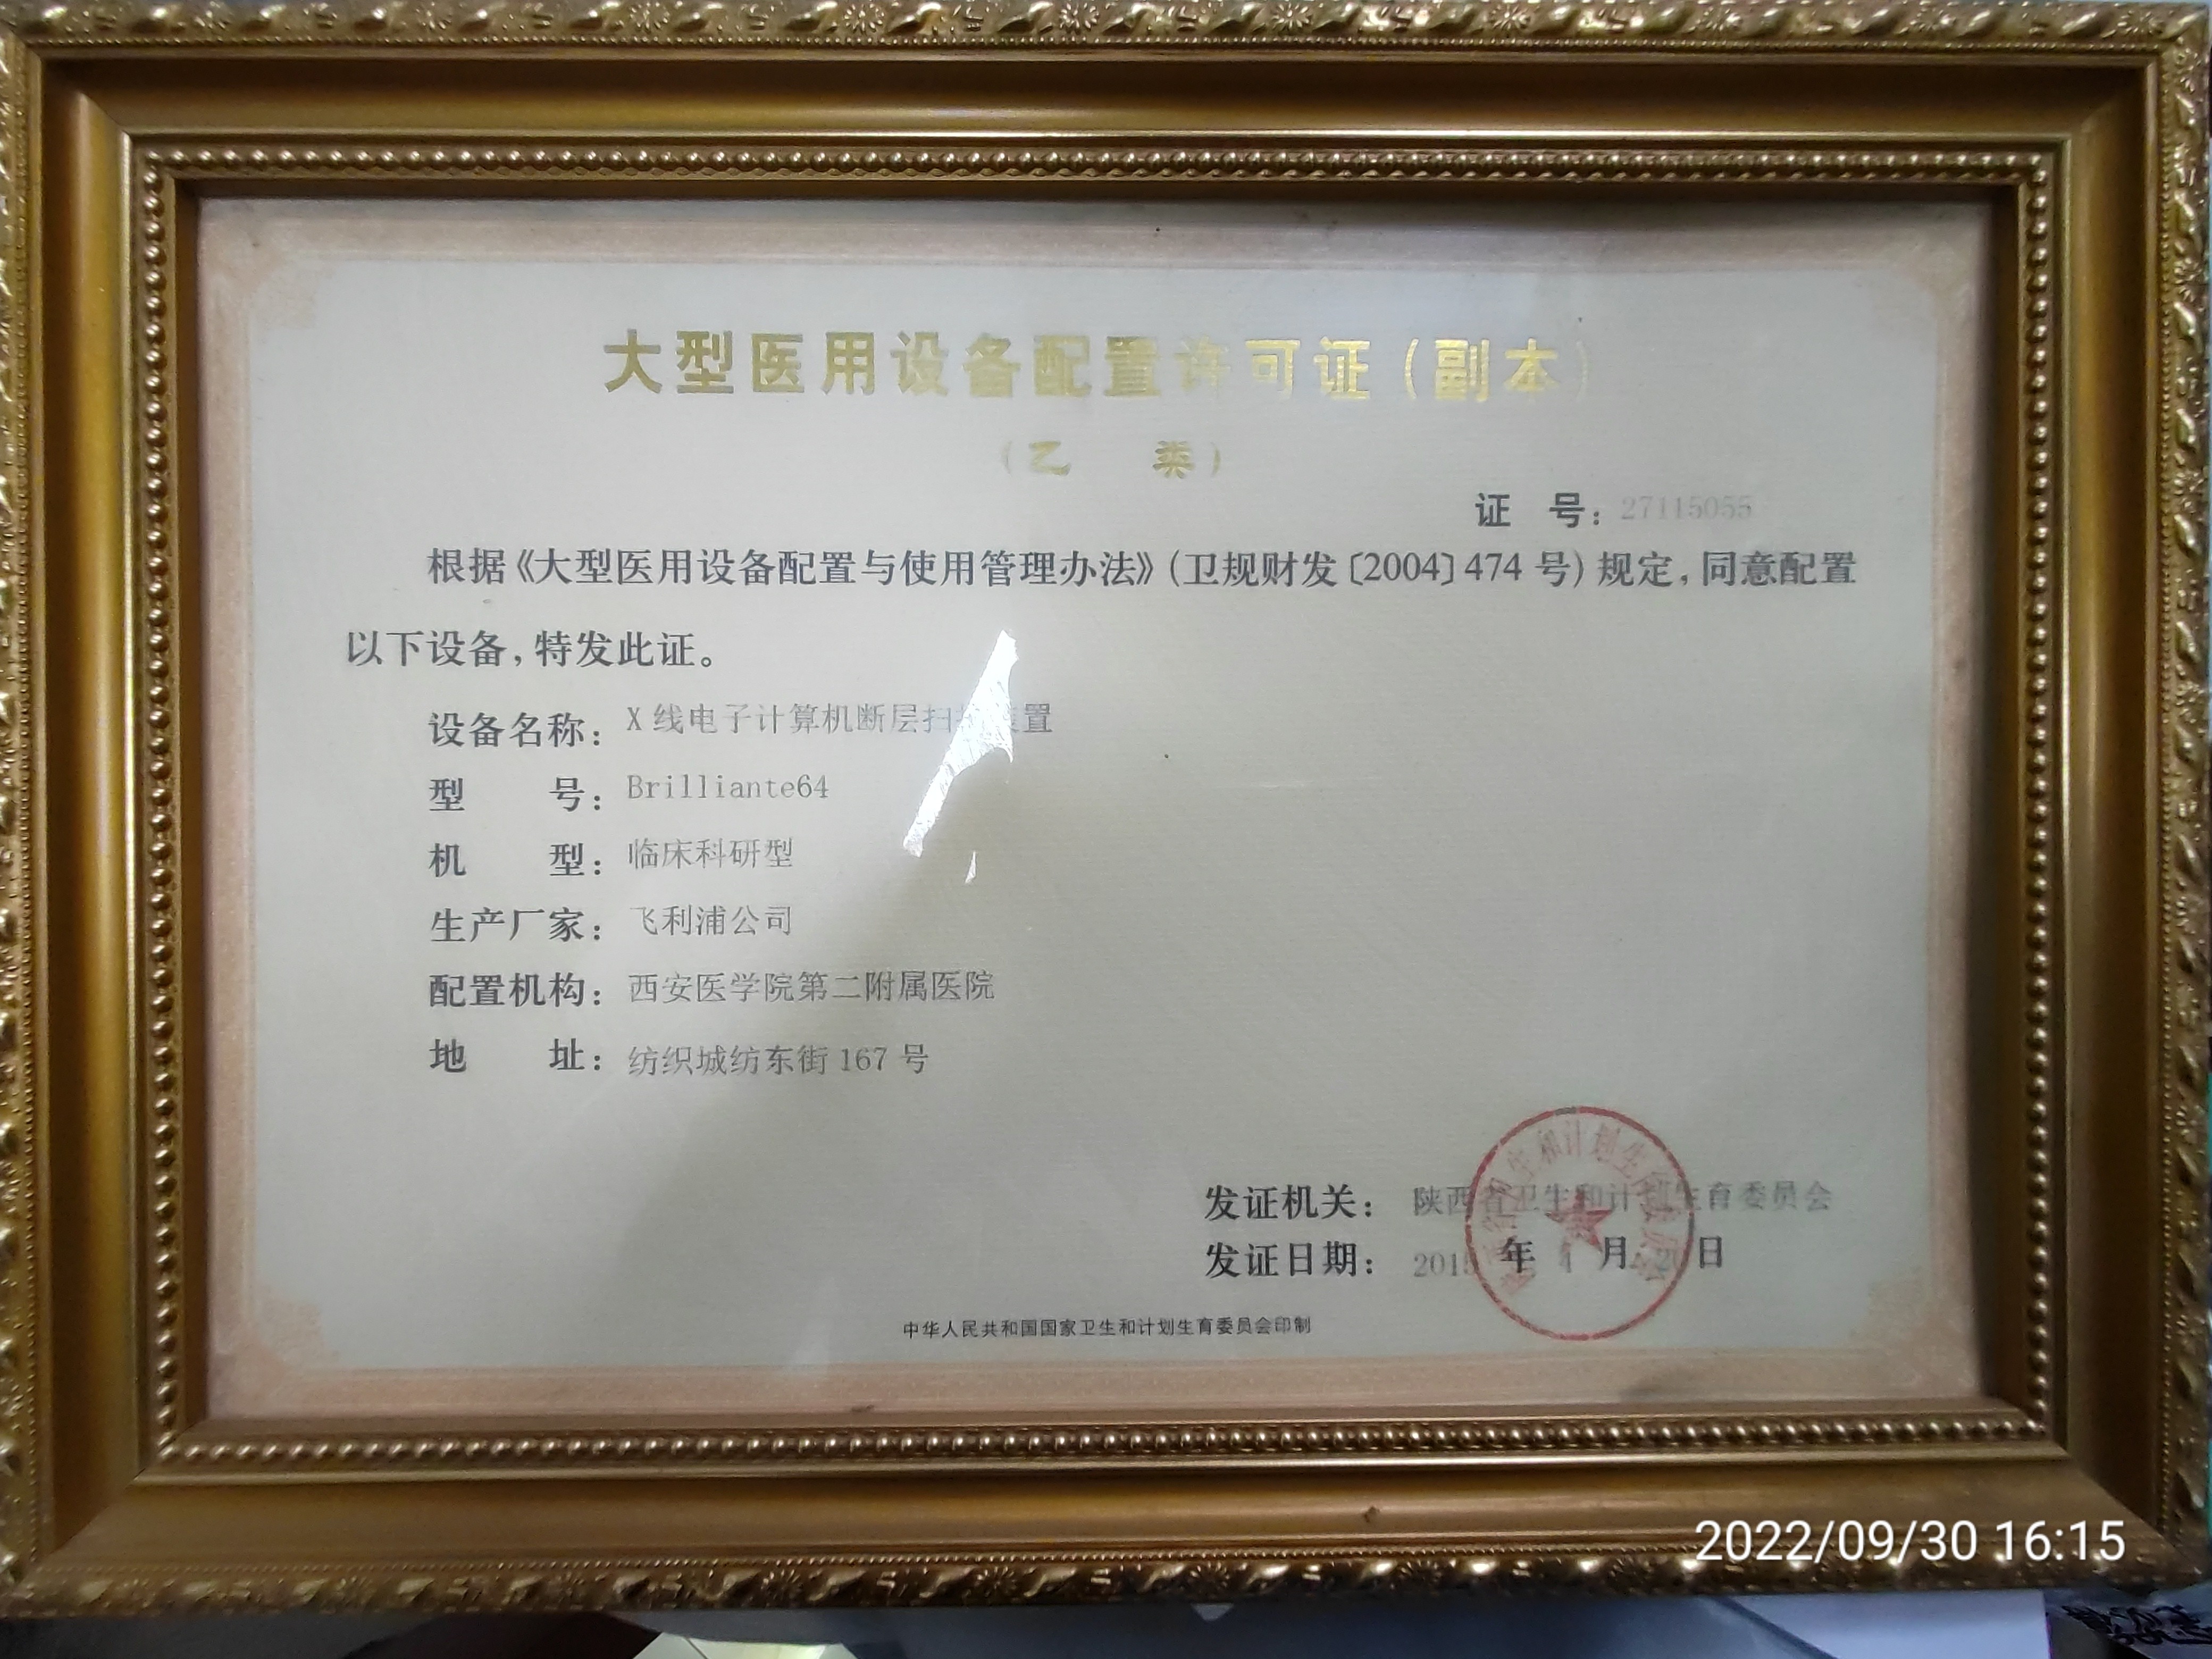 大型医用设备配置许可证(副本)
(乙 类)
证 号: 27115055
根据《大型医用设备配置与使用管理办法》(卫规财发〔2004〕474 号) 规定, 同意配置
以下设备, 特发此证。
设备名称: X 线电子计算机断层扫 置
型 号: Brilliante64
机 型: 临床科研型
生产厂家: 飞利浦公司
配置机构: 西安医学院第二附属医院
地 址: 纺织城纺东街 167 号
发证机关: 陕西省卫生和计划生育委员会
发证日期: 年 月 日
中华人民共和国国家卫生和计划生育委员会印制
2022/09/30 16:15